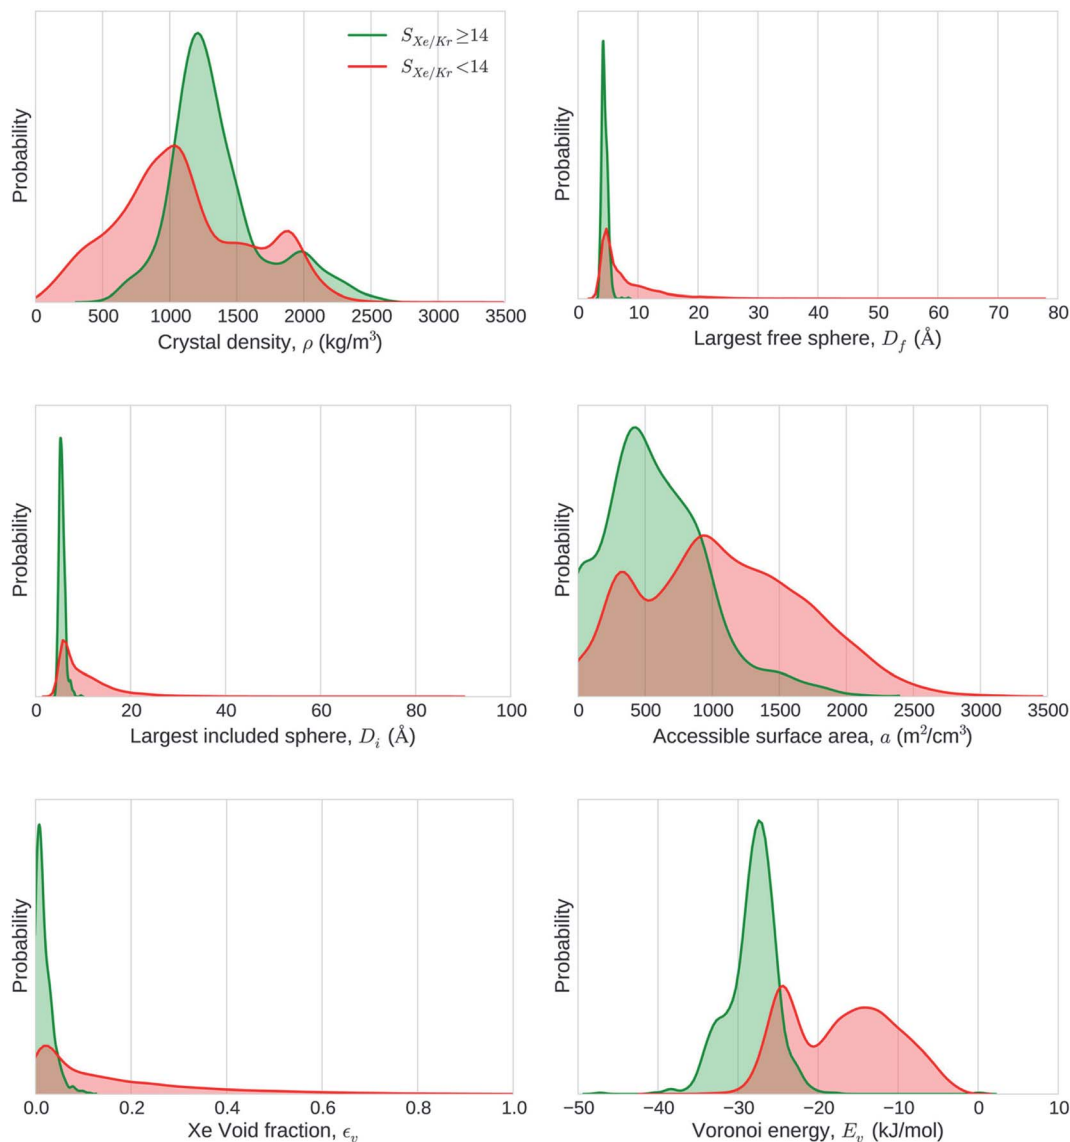 Probability
S_{Xe/Kr} ≥14
S_{Xe/Kr} <14
0 500 1000 1500 2000 2500 3000 3500
Crystal density, ρ (kg/m³)
Probability
0 10 20 30 40 50 60 70 80
Largest free sphere, D_f (Å)
Probability
0 20 40 60 80 100
Largest included sphere, D_i (Å)
Probability
0 500 1000 1500 2000 2500 3000 3500
Accessible surface area, a (m²/cm³)
Probability
0.0 0.2 0.4 0.6 0.8 1.0
Xe Void fraction, ϵ_v
Probability
−50 −40 −30 −20 −10 0 10
Voronoi energy, E_v (kJ/mol)